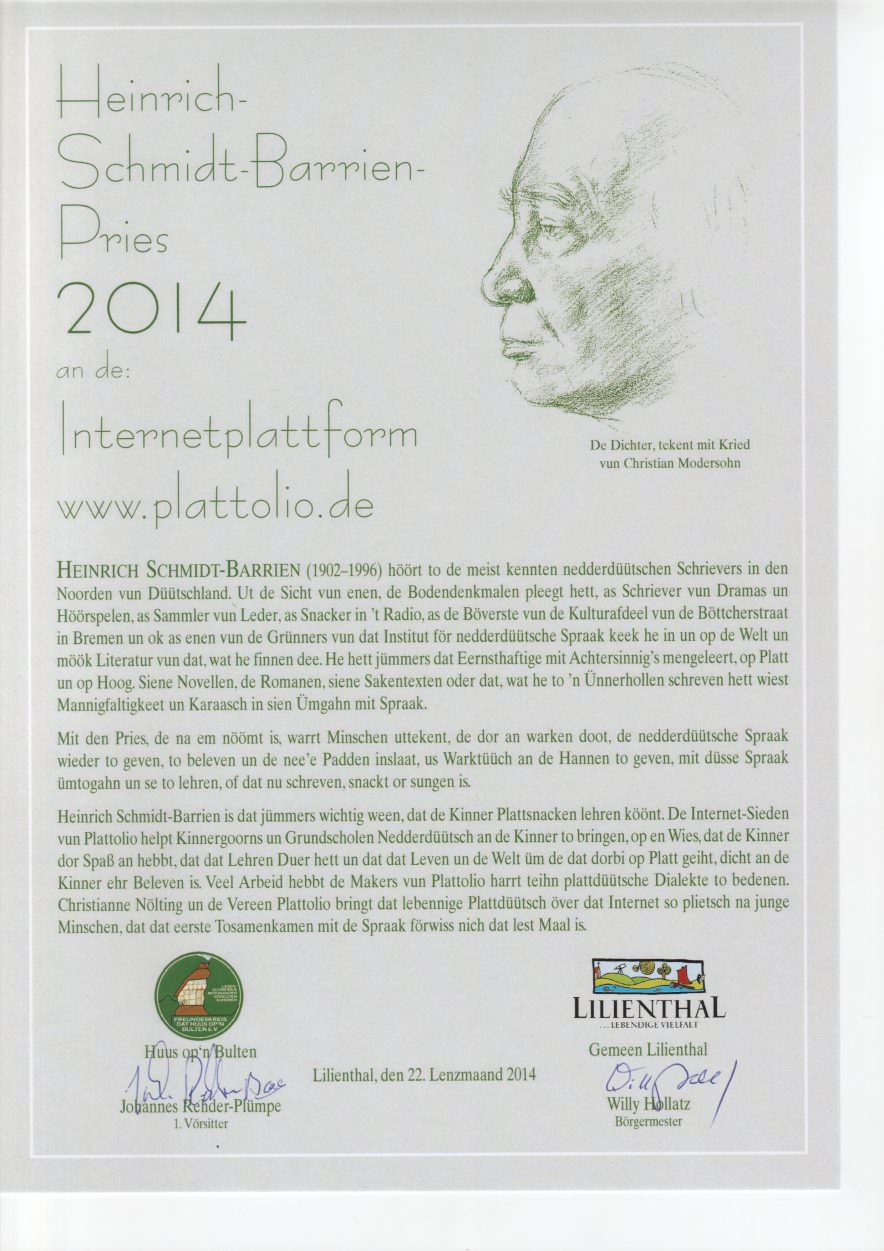 Heinrich-
Schmidt-Barrien-
Pries
2014
an de:
Internetplattform
www.plattolio.de
De Dichter, tekent mit Kried
vun Christian Modersohn
HEINRICH SCHMIDT-BARRIEN (1902–1996) höört to de meist kennten nedderdüütschen Schrievers in den
Noorden vun Düütschland. Ut de Sicht vun enen, de Bodendenkmalen pleegt hett, as Schriever vun Dramas un
Höörspelen, as Sammler vun Leder, as Snacker in 't Radio, as de Böverste vun de Kulturafdeel vun de Böttcherstraat
in Bremen un ok as enen vun de Grünners vun dat Institut för nedderdüütsche Spraak keek he in un op de Welt un
möök Literatur vun dat, wat he finnen dee. He hett jümmers dat Eernsthaftige mit Achtersinnig's mengeleert, op Platt
un op Hoog. Siene Novellen, de Romanen, siene Sakentexten oder dat, wat he to 'n Ünnerhollen schreven hett wiest
Mannigfaltigkeet un Karaasch in sien Ümgahn mit Spraak.
Mit den Pries, de na em nöömt is, warrt Minschen uttekent, de dor an warken doot, de nedderdüütsche Spraak
wieder to geven, to beleven un de nee'e Padden inslaat, us Warktüüch an de Hannen to geven, mit düsse Spraak
ümtogahn un se to lehren, of dat nu schreven, snackt or sungen is.
Heinrich Schmidt-Barrien is dat jümmers wichtig ween, dat de Kinner Plattsnacken lehren köönt. De Internet-Sieden
vun Plattolio helpt Kinnergoorns un Grundscholen Nedderdüütsch an de Kinner to bringen, op en Wies, dat de Kinner
dor Spaß an hebbt, dat dat Lehren Duer hett un dat dat Leven un de Welt üm de dat dorbi op Platt geiht, dicht an de
Kinner ehr Beleven is. Veel Arbeid hebbt de Makers vun Plattolio harrt teihn plattdüütsche Dialekte to bedenen.
Christianne Nölting un de Vereen Plattolio bringt dat lebennige Plattdüütsch över dat Internet so plietsch na junge
Minschen, dat dat eerste Tosamenkamen mit de Spraak förwiss nich dat lest Maal is.
FREUNDESKREIS
DAT HUUS OP'N
BULTEN E.V.
LILIENTHAL
...LEBENDIGE VIELFALT
Huus op'n Bulten
Gemeen Lilienthal
Lilienthal, den 22. Lenzmaand 2014
Johannes Rehder-Plümpe
1. Vörsitter
Willy Hollatz
Börgermester